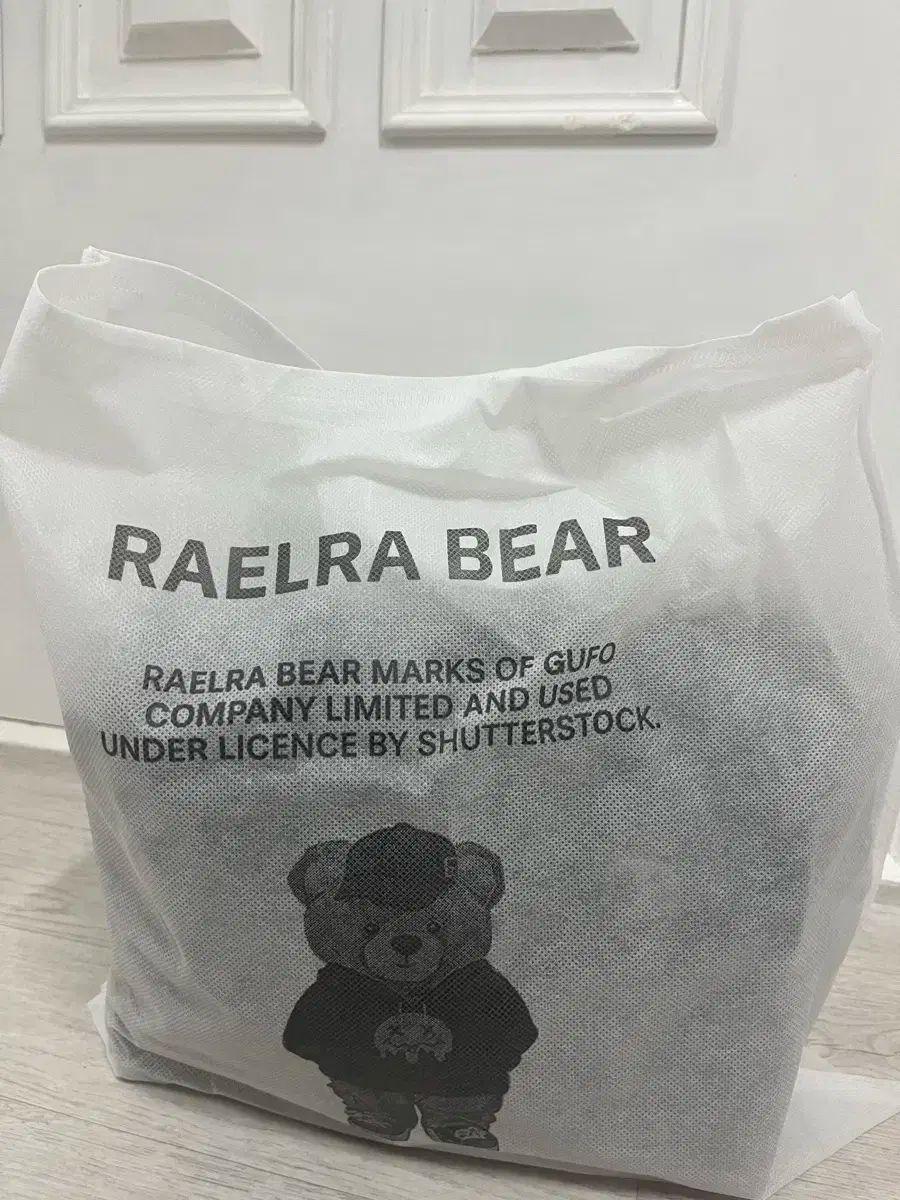 RAELRA BEAR
RAELRA BEAR MARKS OF GUFO
COMPANY LIMITED AND USED
UNDER LICENCE BY SHUTTERSTOCK.